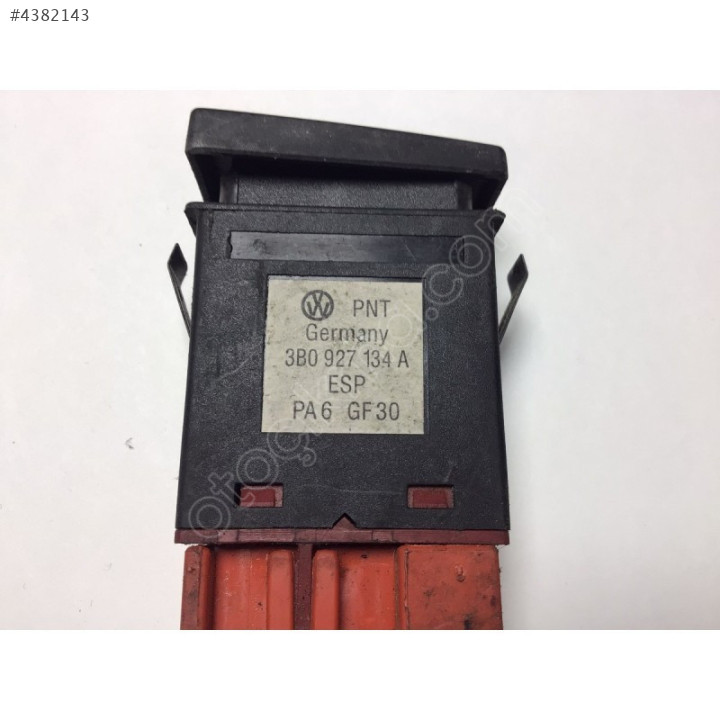 #4382143
PNT
Germany
3B0 927 134 A
ESP
PA6 GF30